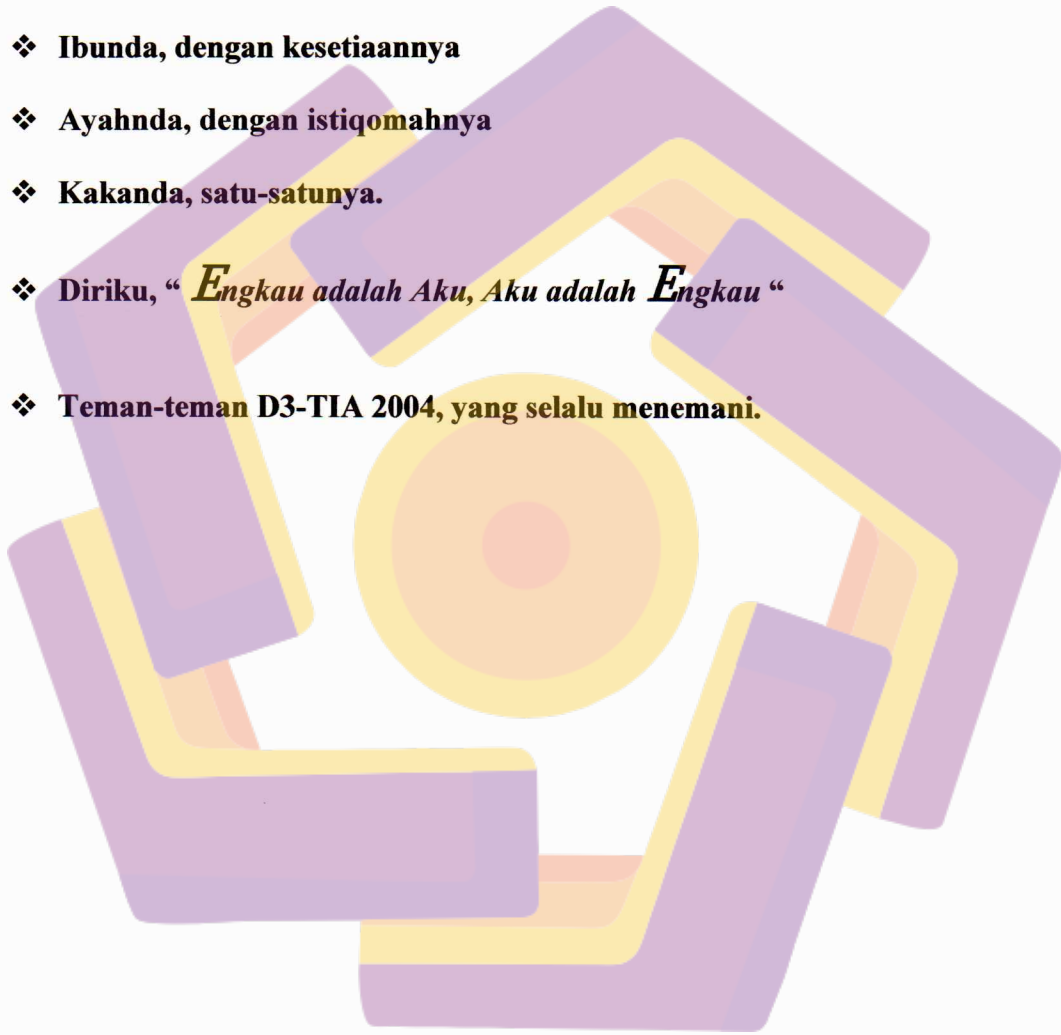 ❖ Ibunda, dengan kesetiaannya
❖ Ayahnda, dengan istiqomahnya
❖ Kakanda, satu-satunya.
❖ Diriku, “ Engkau adalah Aku, Aku adalah Engkau “
❖ Teman-teman D3-TIA 2004, yang selalu menemani.